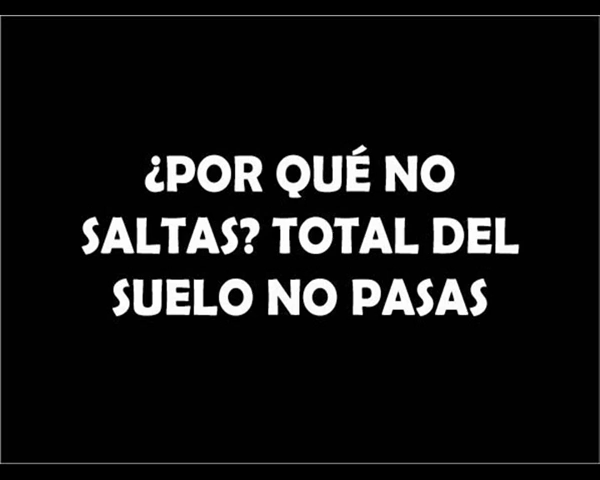 ¿POR QUÉ NO
SALTAS? TOTAL DEL
SUELO NO PASAS